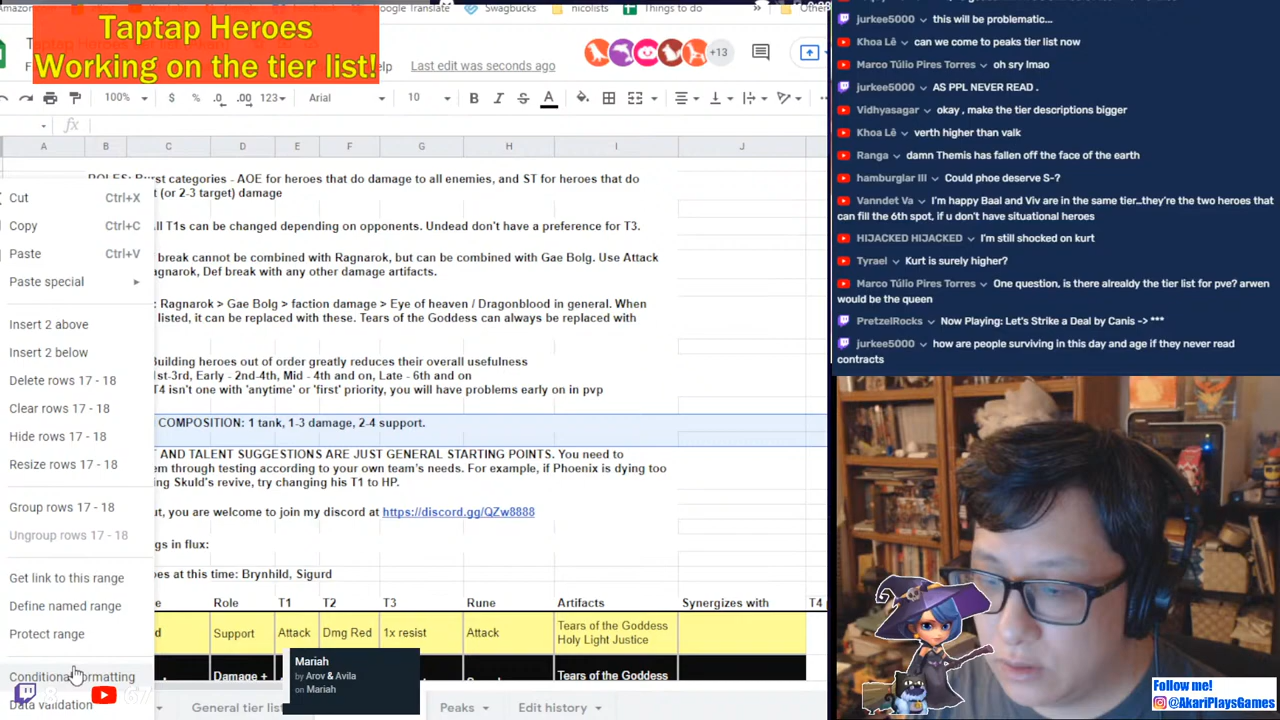 Amazon
Google Translate
Swagbucks
nicolists
Things to do
Taptap Heroes
Working on the tier list!
lp
Last edit was seconds ago
+13
100%
$
%
.0
.00
123
Arial
10
B
I
S
A
fx
A
B
C
D
E
F
G
H
I
J
ROLES: Burst categories - AOE for heroes that do damage to all enemies, and ST for heroes that do
(or 2-3 target) damage
ll T1s can be changed depending on opponents. Undead don't have a preference for T3.
break cannot be combined with Ragnarok, but can be combined with Gae Bolg. Use Attack
agnarok, Def break with any other damage artifacts.
: Ragnarok > Gae Bolg > faction damage > Eye of heaven / Dragonblood in general. When
listed, it can be replaced with these. Tears of the Goddess can always be replaced with
Building heroes out of order greatly reduces their overall usefulness
1st-3rd, Early - 2nd-4th, Mid - 4th and on, Late - 6th and on
T4 isn't one with 'anytime' or 'first' priority, you will have problems early on in pvp
COMPOSITION: 1 tank, 1-3 damage, 2-4 support.
T AND TALENT SUGGESTIONS ARE JUST GENERAL STARTING POINTS. You need to
em through testing according to your own team's needs. For example, if Phoenix is dying too
ng Skuld's revive, try changing his T1 to HP.
ut, you are welcome to join my discord at https://discord.gg/QZw8888
gs in flux:
oes at this time: Brynhild, Sigurd
e
Role
T1
T2
T3
Rune
Artifacts
Synergizes with
T4
d
Support
Attack
Dmg Red
1x resist
Attack
Tears of the Goddess
Holy Light Justice
Damage +
Tears of the Goddess
Cut
Ctrl+X
Copy
Ctrl+C
Paste
Ctrl+V
Paste special
Insert 2 above
Insert 2 below
Delete rows 17 - 18
Clear rows 17 - 18
Hide rows 17 - 18
Resize rows 17 - 18
Group rows 17 - 18
Ungroup rows 17 - 18
Get link to this range
Define named range
Protect range
Conditional formatting
Data validation
67
Mariah
by Arov & Avila
on Mariah
General tier lis
Peaks
Edit history
jurkee5000 this will be problematic...
Khoa Lê can we come to peaks tier list now
Marco Túlio Pires Torres oh sry lmao
jurkee5000 AS PPL NEVER READ .
Vidhyasagar okay , make the tier descriptions bigger
Khoa Lê verth higher than valk
Ranga damn Themis has fallen off the face of the earth
hamburglar III Could phoe deserve S-?
Vanndet Va I'm happy Baal and Viv are in the same tier...they're the two heroes that
can fill the 6th spot, if u don't have situational heroes
HIJACKED HIJACKED I'm still shocked on kurt
Tyrael Kurt is surely higher?
Marco Túlio Pires Torres One question, is there alrealdy the tier list for pve? arwen
would be the queen
PretzelRocks Now Playing: Let's Strike a Deal by Canis -> ***
jurkee5000 how are people surviving in this day and age if they never read
contracts
Follow me!
@AkariPlaysGames